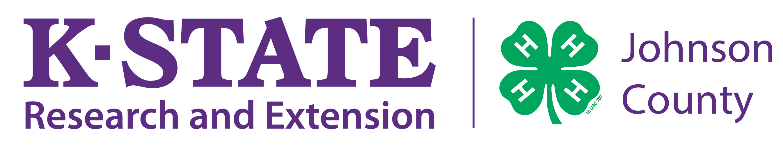 K-STATE
Research and Extension
H H
H H
Johnson
County